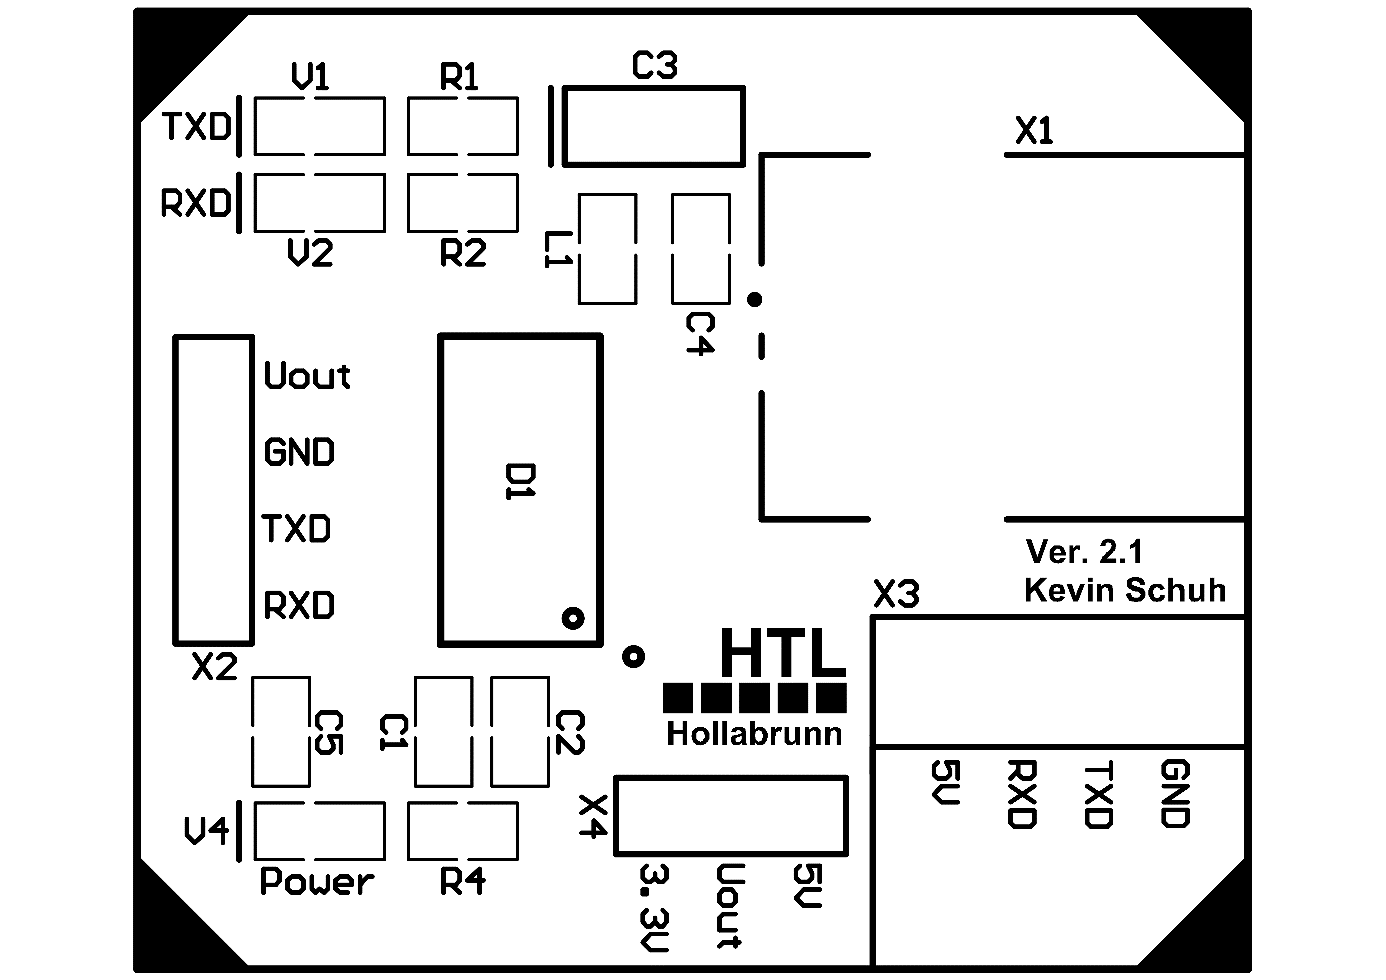 V1
R1
C3
TXD
X1
RXD
V2
R2
L1
C4
Uout
GND
D1
TXD
Ver. 2.1
RXD
X3
Kevin Schuh
HTL
X2
C5
C1
C2
Hollabrunn
5V
RXD
TXD
GND
X4
V4
Power
R4
3.3V
Uout
5V